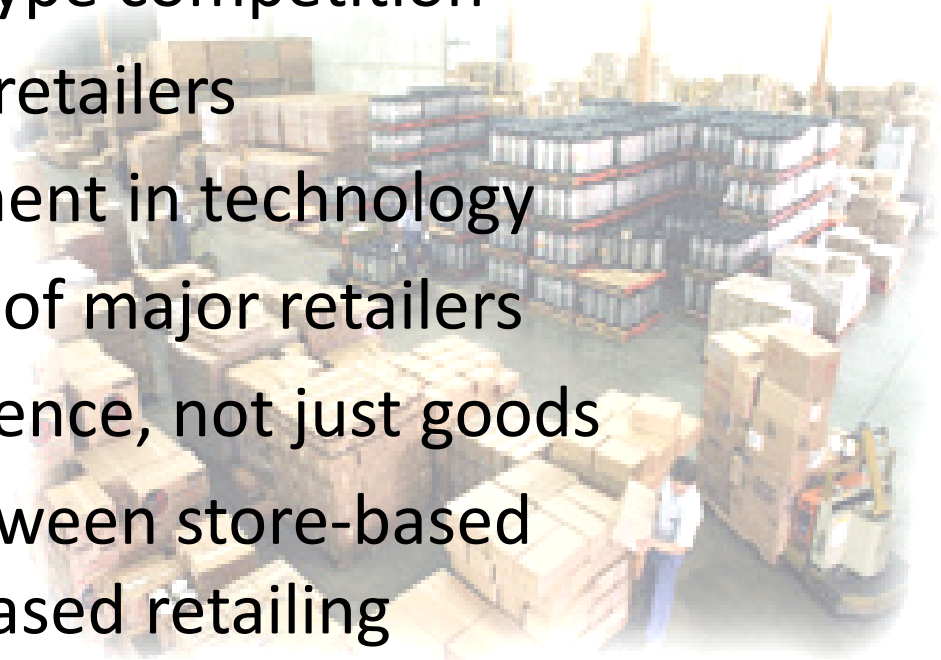 ype competition
retailers
ent in technology
of major retailers
ence, not just goods
ween store-based
ased retailing